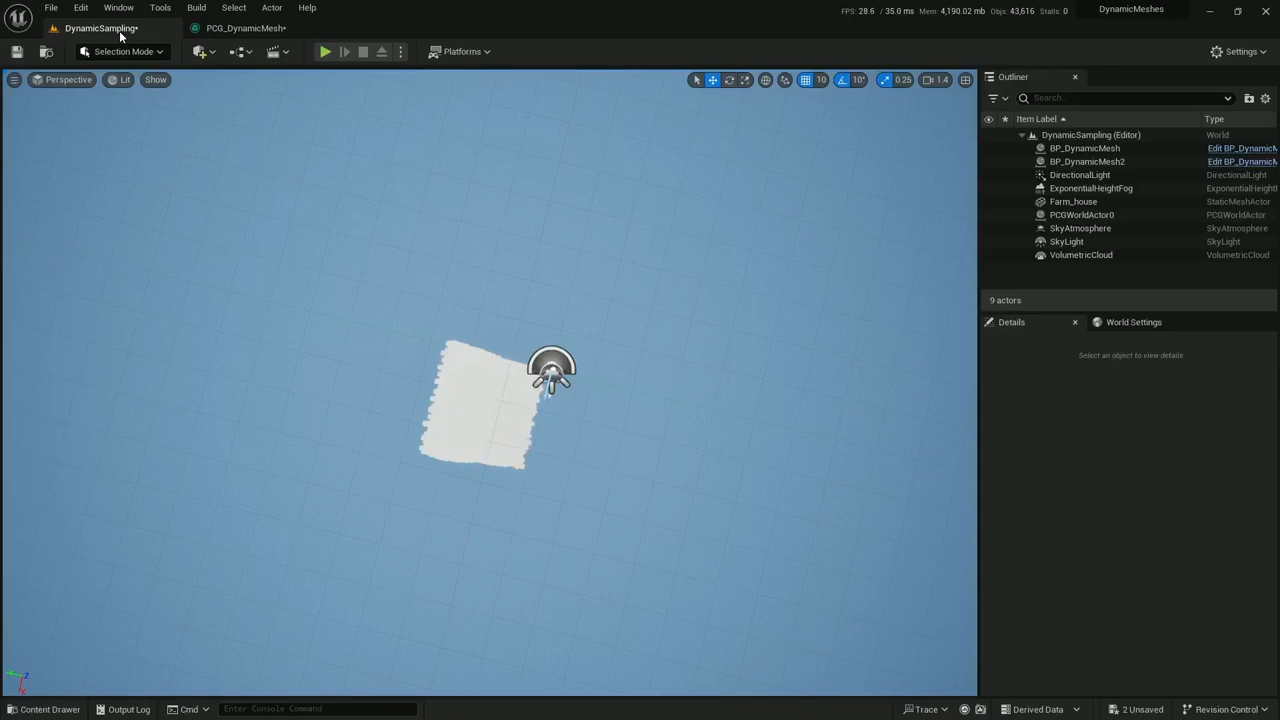 File Edit Window Tools Build Select Actor Help
FPS: 28.6 / 35.0 ms Mem: 4,190.02 mb Objs: 43,616 Stalls: 0
DynamicMeshes
DynamicSampling*
PCG_DynamicMesh*
Selection Mode
Platforms
Settings
Perspective Lit Show
10 10° 0.25 1.4
Outliner
Search...
Item Label Type
DynamicSampling (Editor) World
BP_DynamicMesh Edit BP_DynamicM
BP_DynamicMesh2 Edit BP_DynamicM
DirectionalLight DirectionalLight
ExponentialHeightFog ExponentialHeightF
Farm_house StaticMeshActor
PCGWorldActor0 PCGWorldActor
SkyAtmosphere SkyAtmosphere
SkyLight SkyLight
VolumetricCloud VolumetricCloud
9 actors
Details World Settings
Select an object to view details
Content Drawer Output Log Cmd Enter Console Command Trace Derived Data 2 Unsaved Revision Control